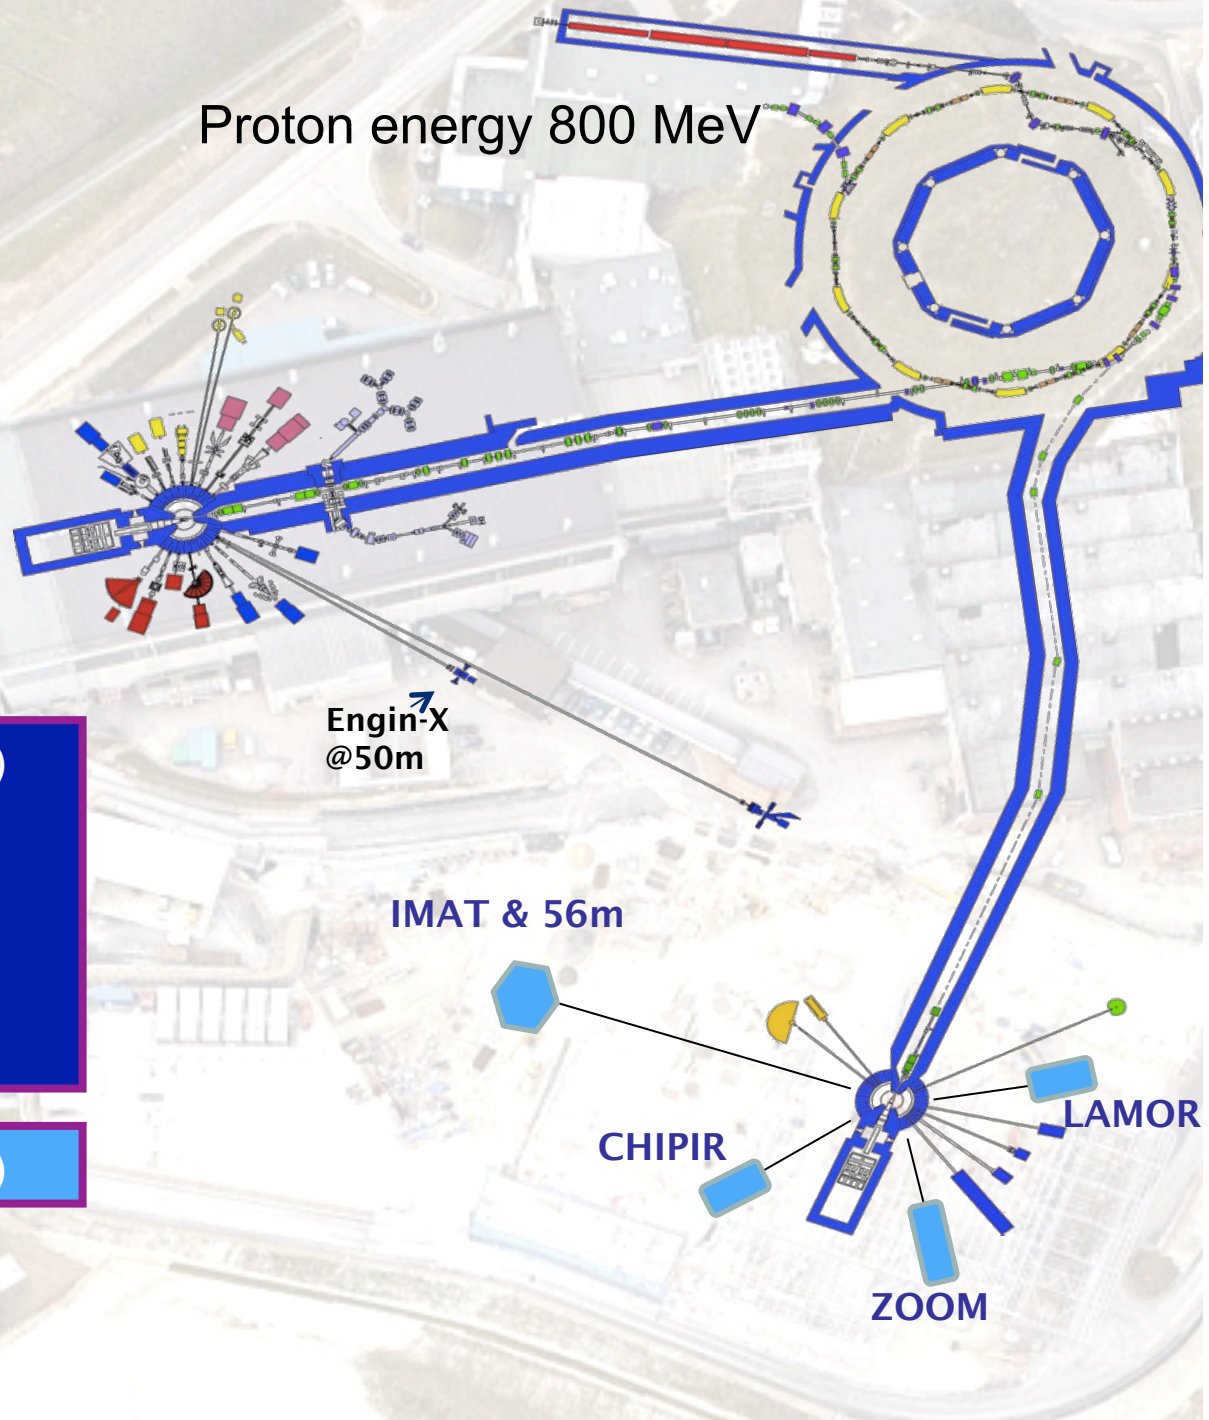 Proton energy 800 MeV
Engin-X
@50m
IMAT & 56m
LAMOR
CHIPIR
ZOOM